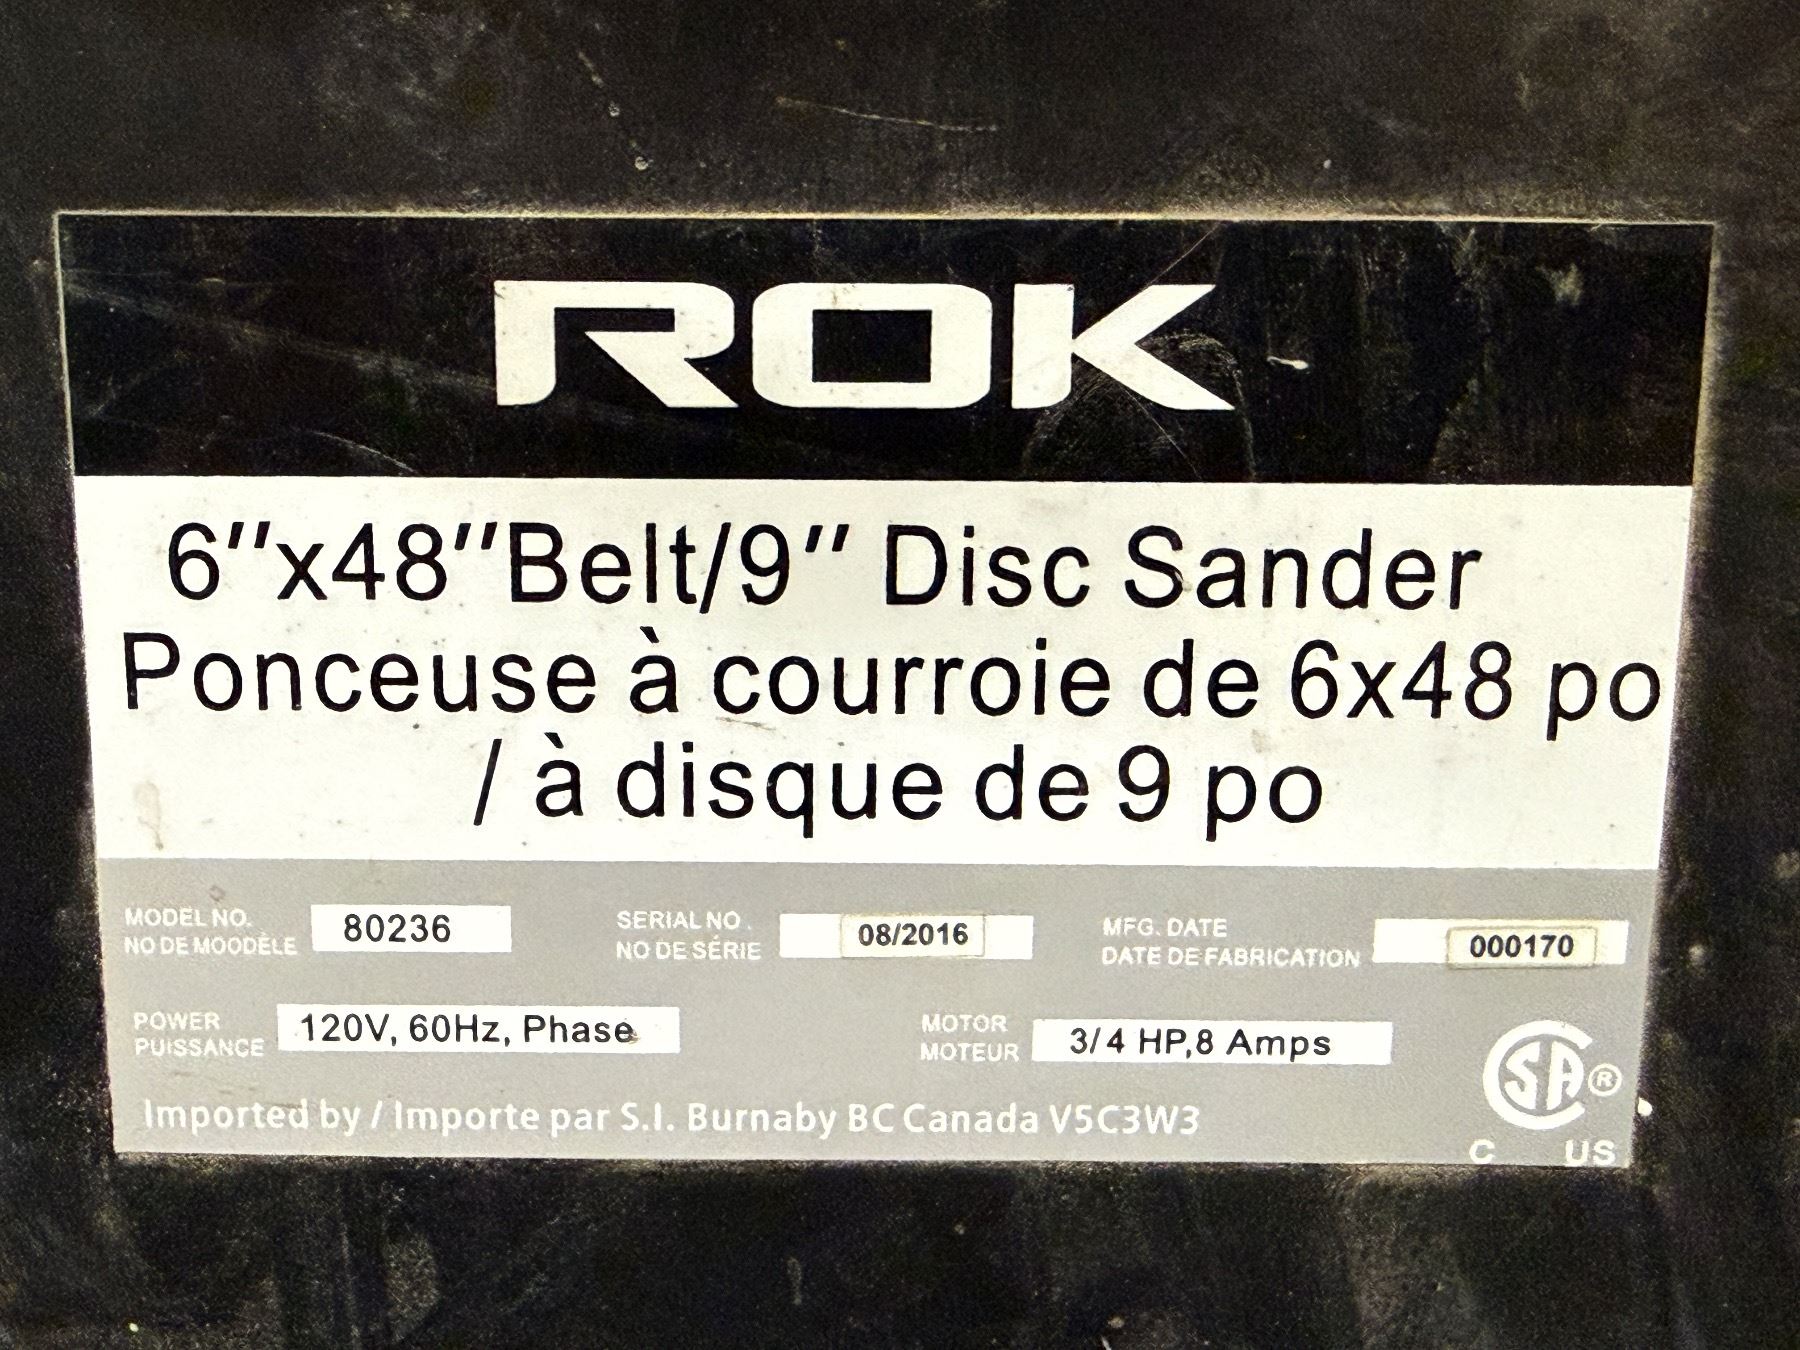 ROK
6"x48"Belt/9" Disc Sander
Ponceuse à courroie de 6x48 po
/ à disque de 9 po
MODEL NO.
NO DE MOODÈLE
80236
SERIAL NO.
NO DE SÉRIE
08/2016
MFG. DATE
DATE DE FABRICATION
000170
POWER
PUISSANCE
120V, 60Hz, Phase
MOTOR
MOTEUR
3/4 HP,8 Amps
Imported by / Importe par S.I. Burnaby BC Canada V5C3W3
CSA®
C US